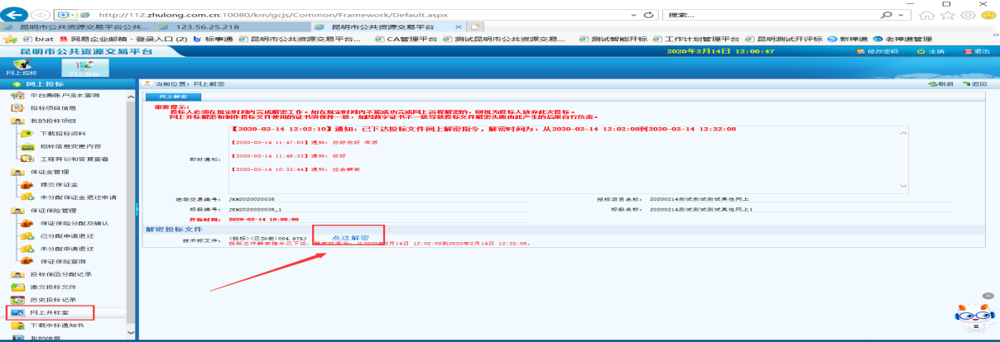 http://112.zhulong.com.cn:10080/km/gcjs/Common/Framework/Default.aspx
搜索...
昆明市公共资源交易平台公共...
123.56.25.218
昆明市公共资源交易平台
brat
网易企业邮箱 - 登录入口 (2)
标事通
昆明市公共资源交易平台...
CA管理平台
测试昆明市公共资源交易...
测试智能开标
工作计划管理平台
昆明测试开评标
新禅道
老禅道管理
昆明市公共资源交易平台
2020年2月14日 12:06:47
修改密码
注销
退出
网上招标
网上投标
网上投标
当前位置: 网上解密
刷新
返回
平台账户流水查询
招标项目信息
我的投标项目
下载招标资料
招标信息变更内容
工程异议和答复查看
保证金管理
提交保证金
未分配保证金退还申请
保证保险管理
保证保险分配及确认
已分配申请退还
未分配申请退还
保证保险查询
投标保函分配记录
递交投标文件
历史投标记录
网上开标室
下载中标通知书
我的信息
网上解密
重要提示:
投标人必须在规定时间内完成解密工作。如在规定时间内不能成功完成网上远程解密的，则视为投标人放弃此次投标。
网上开标解密和制作投标文件使用的证书须保持一致，如因数字证书不一致导致投标文件解密失败由此产生的后果自行负责。
即时通知:
【2020-02-14 12:02:10】通知: 已下达投标文件网上解密指令，解密时间为: 从2020-02-14 12:02:08到2020-02-14 12:32:08
【2020-02-14 11:47:03】通知: 你好你好 年后
【2020-02-14 11:46:33】通知: 你好
【2020-02-14 10:33:44】通知: 过会解密
进场交易编号: JKM2020020036
招标项目名称: 20200214测试测试测试其他网上
标段编号: JKM2020020036_1
标段名称: 20200214测试测试测试其他网上1
开标时间: 2020-02-14 10:00:00
解密投标文件
技术标文件: (投标)(已加密)004.BTBJ 点这解密
投标文件解密指令已下达，解密时间为: 从2020年2月14日 12:02:08到2020年2月14日 12:32:08。